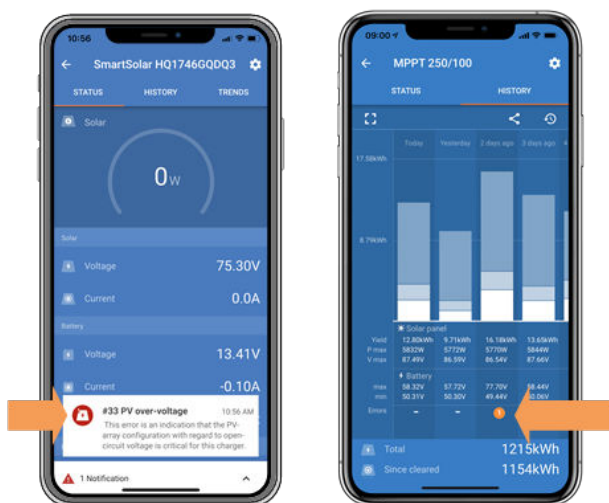 10:56
SmartSolar HQ1746GQDQ3
STATUS HISTORY TRENDS
Solar
0W
Solar
Voltage 75.30V
Current 0.0A
Battery
Voltage 13.41V
Current -0.10A
#33 PV over-voltage 10:56 AM
This error is an indication that the PV-
array configuration with regard to open-
circuit voltage is critical for this charger.
1 Notification
09:00
MPPT 250/100
STATUS HISTORY
Today Yesterday 2 days ago 3 days ago
17.58kWh
8.79kWh
Solar panel
Yield 12.80kWh 9.71kWh 16.18kWh 13.65kWh
P max 5832W 5772W 5770W 5844W
V max 87.49V 86.59V 86.54V 87.66V
Battery
max 58.32V 57.72V 77.70V 58.44V
min 50.31V 50.30V 49.44V
Errors - - 1
Total 1215kWh
Since cleared 1154kWh